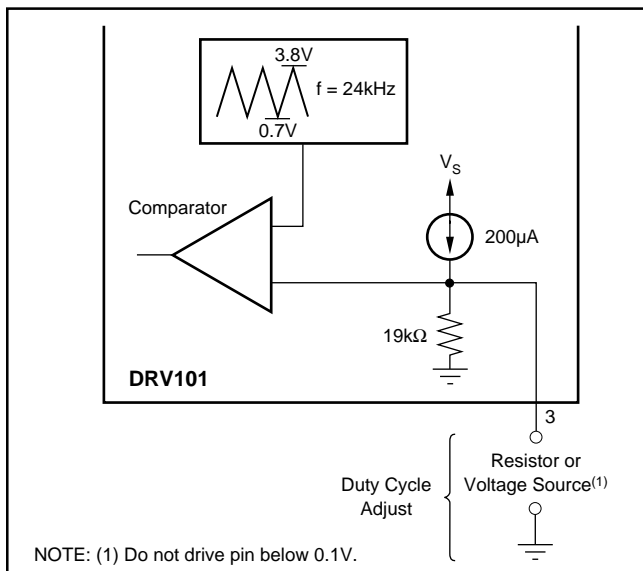 3.8V
f = 24kHz
0.7V
V_S
Comparator
200µA
19kΩ
DRV101
3
Duty Cycle
Adjust
Resistor or
Voltage Source(1)
NOTE: (1) Do not drive pin below 0.1V.